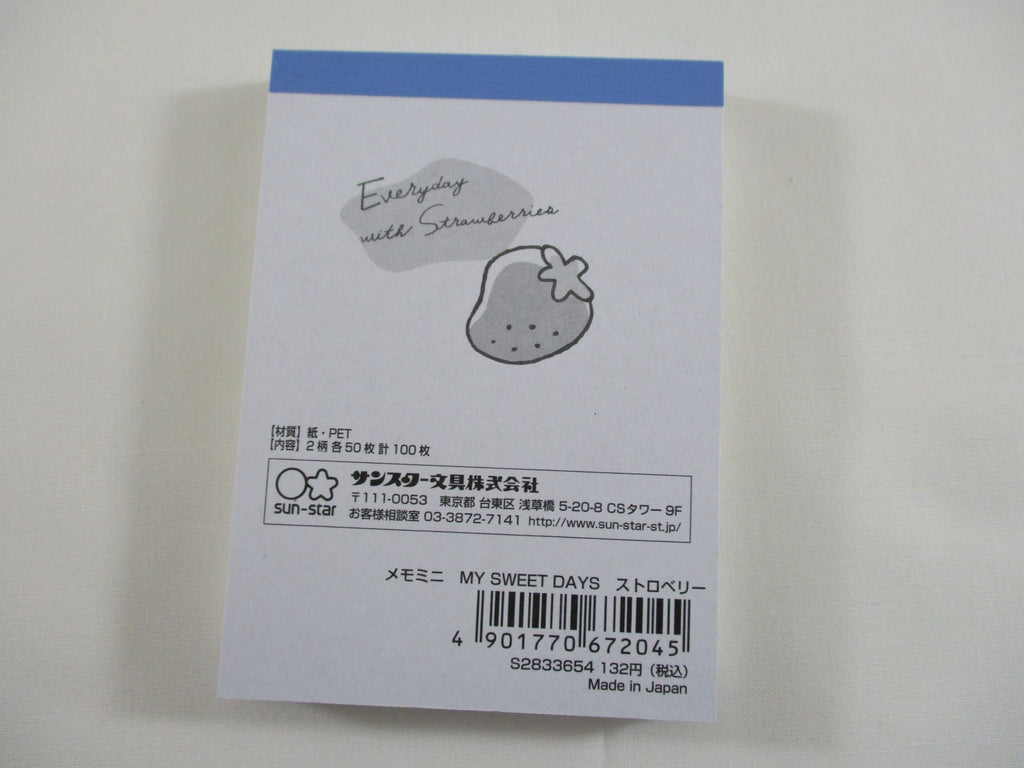 Everyday
with Strawberries
【材質】紙・PET
【内容】2柄各50枚計100枚
サンスター文具株式会社
sun-star
〒111-0053 東京都 台東区 浅草橋 5-20-8 CSタワー 9F
お客様相談室 03-3872-7141 http://www.sun-star-st.jp/
メモミニ MY SWEET DAYS ストロベリー
4 901770 672045
S2833654 132円（税込）
Made in Japan